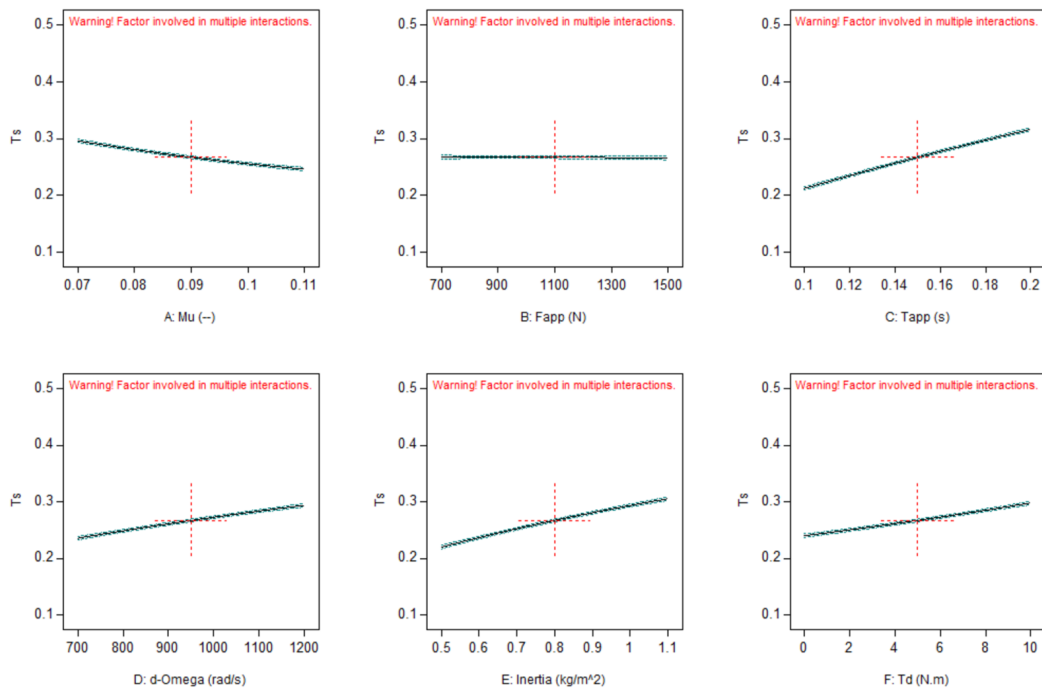 Warning! Factor involved in multiple interactions.
0.5
0.4
0.3
0.2
0.1
Ts
0.07 0.08 0.09 0.1 0.11
A: Mu (--)
Warning! Factor involved in multiple interactions.
0.5
0.4
0.3
0.2
0.1
Ts
700 900 1100 1300 1500
B: Fapp (N)
Warning! Factor involved in multiple interactions.
0.5
0.4
0.3
0.2
0.1
Ts
0.1 0.12 0.14 0.16 0.18 0.2
C: Tapp (s)
Warning! Factor involved in multiple interactions.
0.5
0.4
0.3
0.2
0.1
Ts
700 800 900 1000 1100 1200
D: d-Omega (rad/s)
Warning! Factor involved in multiple interactions.
0.5
0.4
0.3
0.2
0.1
Ts
0.5 0.6 0.7 0.8 0.9 1 1.1
E: Inertia (kg/m^2)
Warning! Factor involved in multiple interactions.
0.5
0.4
0.3
0.2
0.1
Ts
0 2 4 6 8 10
F: Td (N.m)